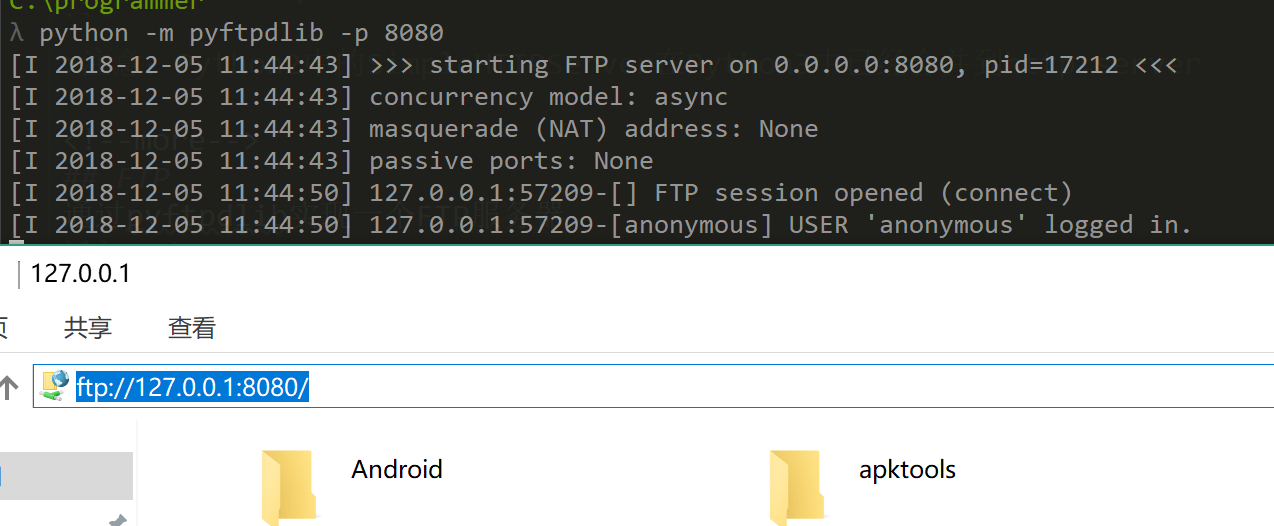 C:\programmer
λ python -m pyftpdlib -p 8080
[I 2018-12-05 11:44:43] >>> starting FTP server on 0.0.0.0:8080, pid=17212 <<<
[I 2018-12-05 11:44:43] concurrency model: async
[I 2018-12-05 11:44:43] masquerade (NAT) address: None
<!--more-->
[I 2018-12-05 11:44:43] passive ports: None
[I 2018-12-05 11:44:50] 127.0.0.1:57209-[] FTP session opened (connect)
[I 2018-12-05 11:44:50] 127.0.0.1:57209-[anonymous] USER 'anonymous' logged in.
127.0.0.1
页 共享 查看
ftp://127.0.0.1:8080/
Android apktools